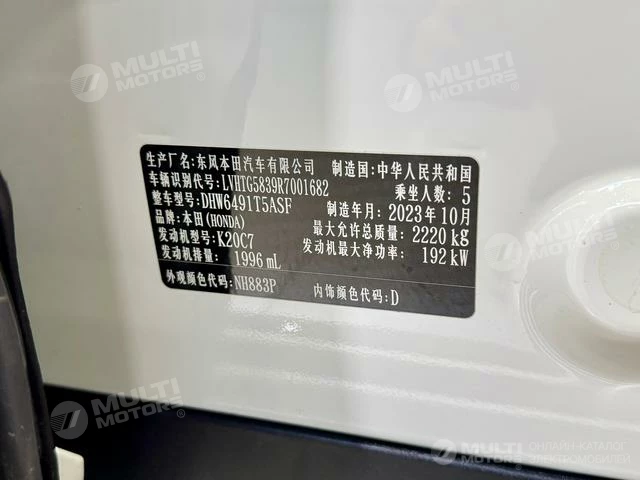 MULTI MOTORS
MULTI MOTORS
生产厂名:东风本田汽车有限公司 制造国:中华人民共和国
车辆识别代号:LVHTG5839R7001682 乘坐人数: 5
整车型号:DHW6491T5ASF 制造年月: 2023年10月
品牌:本田(HONDA) 最大允许总质量: 2220 kg
发动机型号:K20C7 发动机最大净功率: 192 kW
发动机排量: 1996 mL
外观颜色代码:NH883P 内饰颜色代码:D
MULTI MOTORS
MULTI MOTORS
ОНЛАЙН-КАТАЛОГ
ЭЛЕКТРОМОБИЛЕЙ